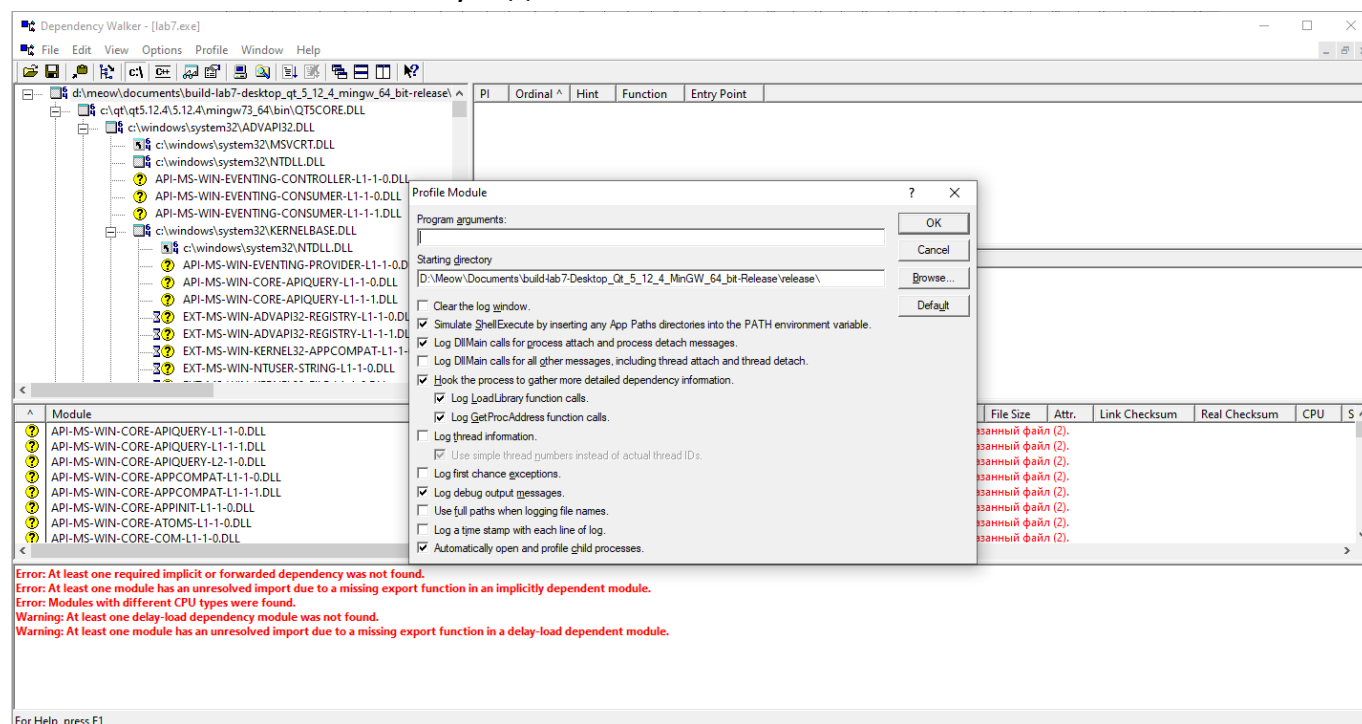 Dependency Walker - [lab7.exe]
File Edit View Options Profile Window Help
d:\meow\documents\build-lab7-desktop_qt_5_12_4_mingw_64_bit-release\
c:\qt\qt5.12.4\5.12.4\mingw73_64\bin\QT5CORE.DLL
c:\windows\system32\ADVAPI32.DLL
c:\windows\system32\MSVCRT.DLL
c:\windows\system32\NTDLL.DLL
API-MS-WIN-EVENTING-CONTROLLER-L1-1-0.DLL
API-MS-WIN-EVENTING-CONSUMER-L1-1-0.DLL
API-MS-WIN-EVENTING-CONSUMER-L1-1-1.DLL
c:\windows\system32\KERNELBASE.DLL
c:\windows\system32\NTDLL.DLL
API-MS-WIN-EVENTING-PROVIDER-L1-1-0.D
API-MS-WIN-CORE-APIQUERY-L1-1-0.DLL
API-MS-WIN-CORE-APIQUERY-L1-1-1.DLL
EXT-MS-WIN-ADVAPI32-REGISTRY-L1-1-0.DL
EXT-MS-WIN-ADVAPI32-REGISTRY-L1-1-1.DL
EXT-MS-WIN-KERNEL32-APPCOMPAT-L1-1-
EXT-MS-WIN-NTUSER-STRING-L1-1-0.DLL
PI Ordinal ^ Hint Function Entry Point
Profile Module
Program arguments:
Starting directory
D:\Meow\Documents\build-lab7-Desktop_Qt_5_12_4_MinGW_64_bit-Release\release\
OK
Cancel
Browse...
Default
Clear the log window.
Simulate ShellExecute by inserting any App Paths directories into the PATH environment variable.
Log DllMain calls for process attach and process detach messages.
Log DllMain calls for all other messages, including thread attach and thread detach.
Hook the process to gather more detailed dependency information.
Log LoadLibrary function calls.
Log GetProcAddress function calls.
Log thread information.
Use simple thread numbers instead of actual thread IDs.
Log first chance exceptions.
Log debug output messages.
Use full paths when logging file names.
Log a time stamp with each line of log.
Automatically open and profile child processes.
^ Module File Size Attr. Link Checksum Real Checksum CPU S
API-MS-WIN-CORE-APIQUERY-L1-1-0.DLL занный файл (2).
API-MS-WIN-CORE-APIQUERY-L1-1-1.DLL занный файл (2).
API-MS-WIN-CORE-APIQUERY-L2-1-0.DLL занный файл (2).
API-MS-WIN-CORE-APPCOMPAT-L1-1-0.DLL занный файл (2).
API-MS-WIN-CORE-APPCOMPAT-L1-1-1.DLL занный файл (2).
API-MS-WIN-CORE-APPINIT-L1-1-0.DLL занный файл (2).
API-MS-WIN-CORE-ATOMS-L1-1-0.DLL занный файл (2).
API-MS-WIN-CORE-COM-L1-1-0.DLL занный файл (2).
Error: At least one required implicit or forwarded dependency was not found.
Error: At least one module has an unresolved import due to a missing export function in an implicitly dependent module.
Error: Modules with different CPU types were found.
Warning: At least one delay-load dependency module was not found.
Warning: At least one module has an unresolved import due to a missing export function in a delay-load dependent module.
For Help, press F1